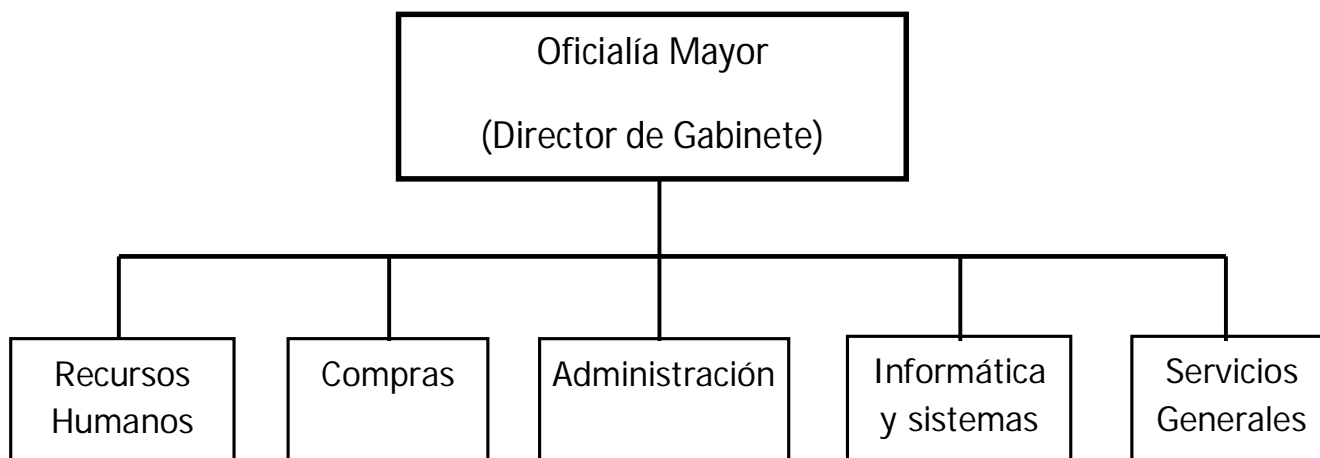 Oficialía Mayor
(Director de Gabinete)
Recursos
Humanos
Compras
Administración
Informática
y sistemas
Servicios
Generales